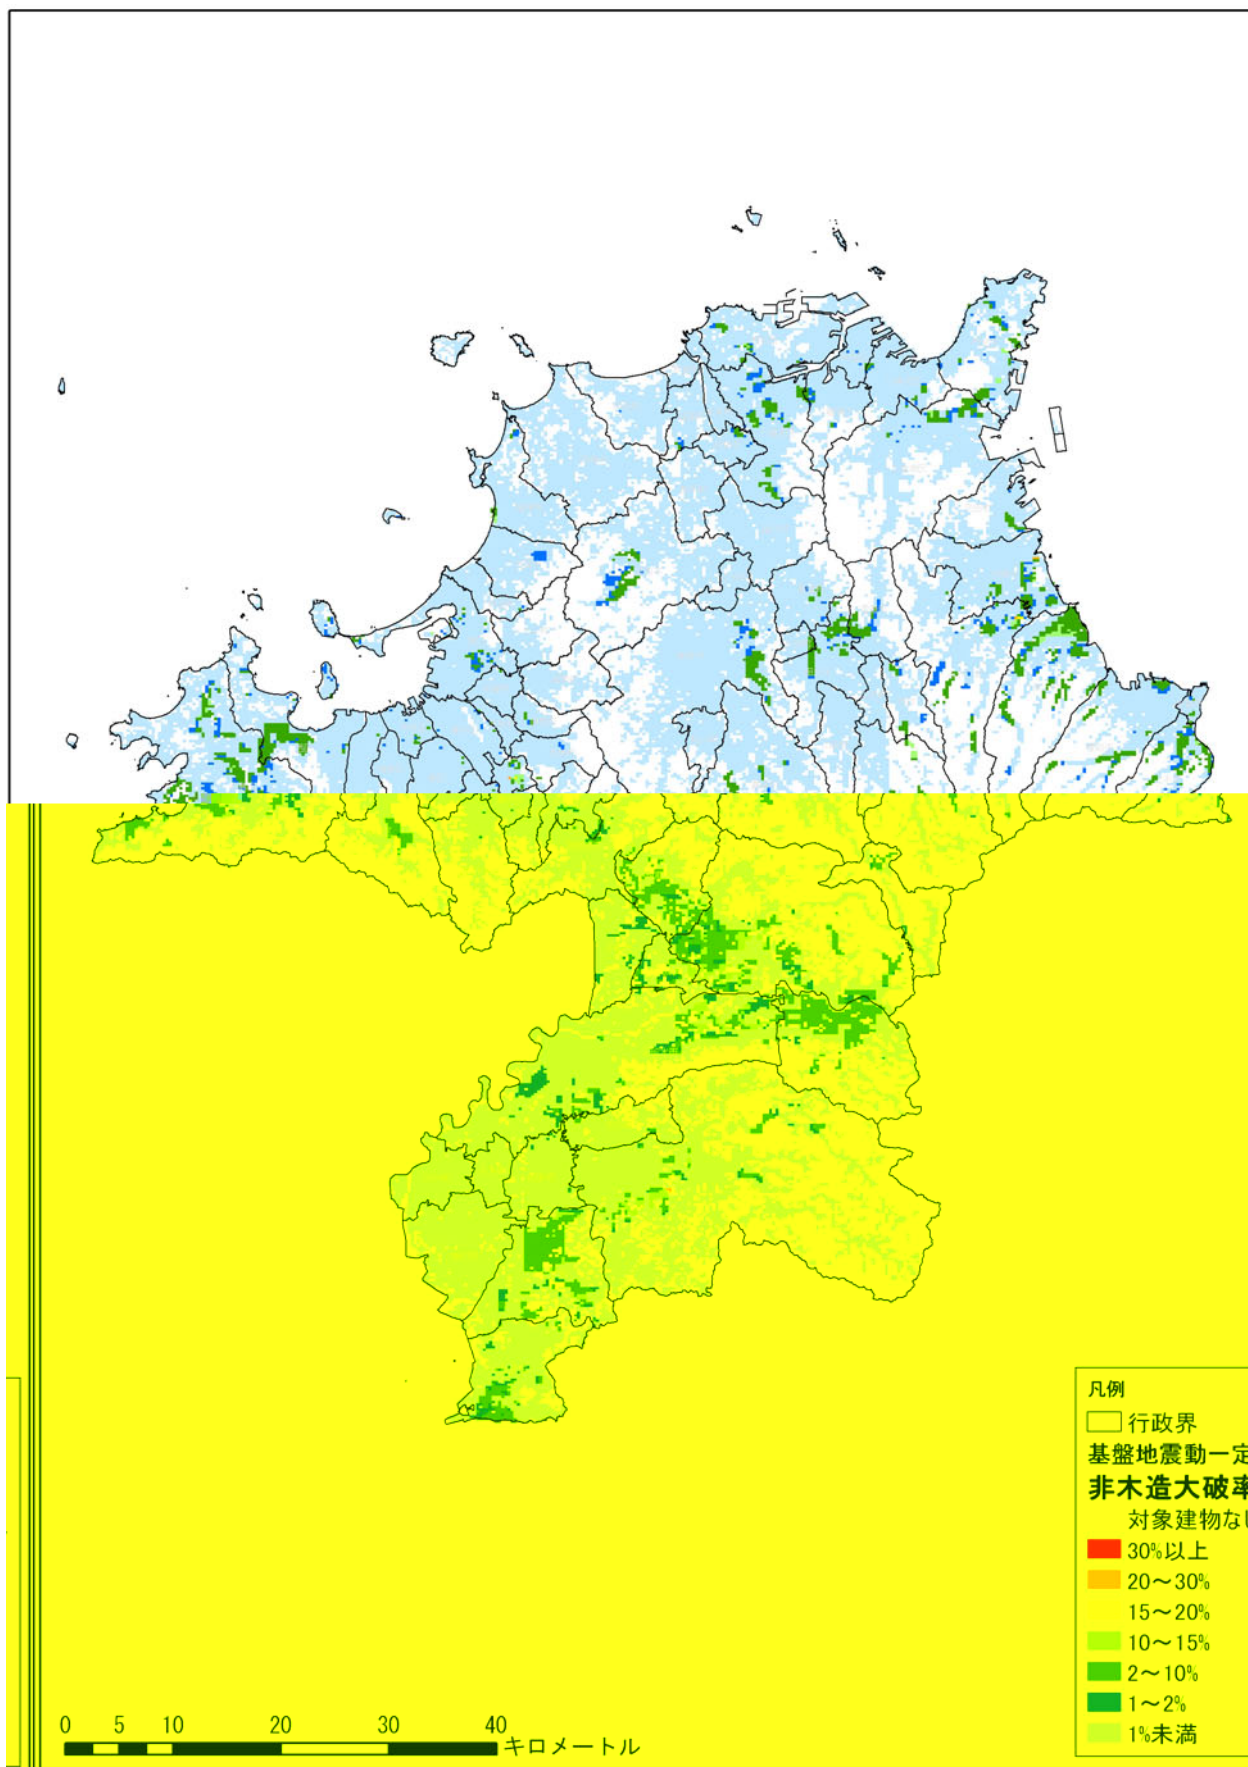 凡例
行政界
基盤地震動一定
非木造大破率
対象建物なし
30%以上
20～30%
15～20%
10～15%
2～10%
1～2%
1%未満
0 5 10 20 30 40
キロメートル